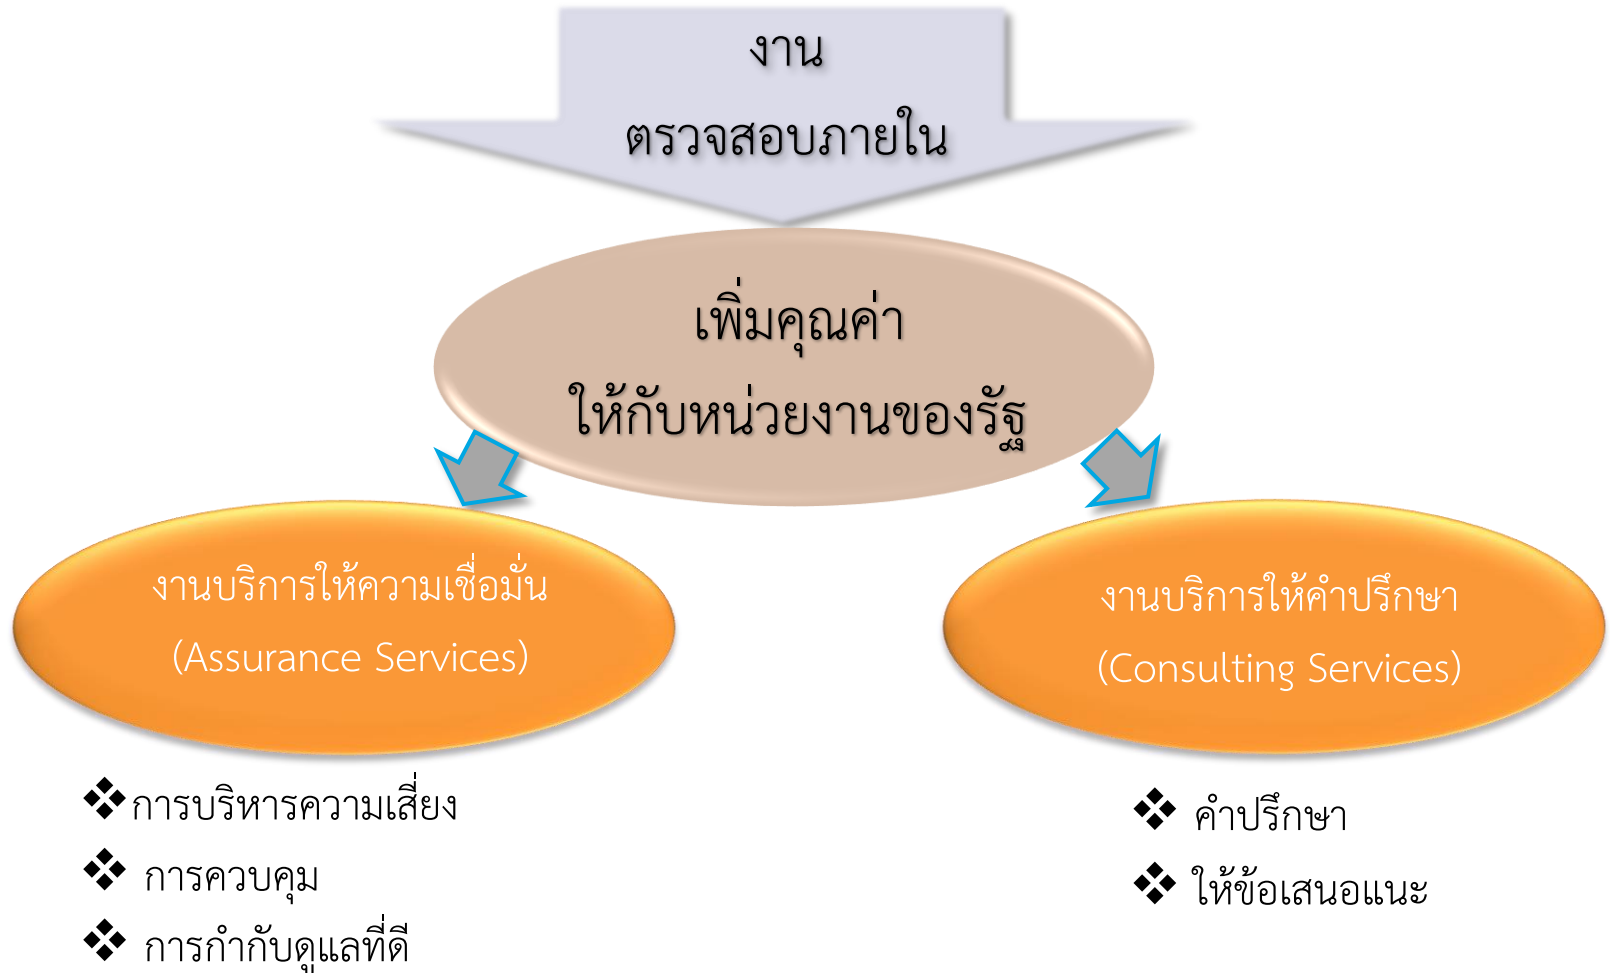 งาน
ตรวจสอบภายใน
เพิ่มคุณค่า
ให้กับหน่วยงานของรัฐ
งานบริการให้ความเชื่อมั่น
(Assurance Services)
❖การบริหารความเสี่ยง
❖ การควบคุม
❖ การกำกับดูแลที่ดี
งานบริการให้คำปรึกษา
(Consulting Services)
❖ คำปรึกษา
❖ ให้ข้อเสนอแนะ